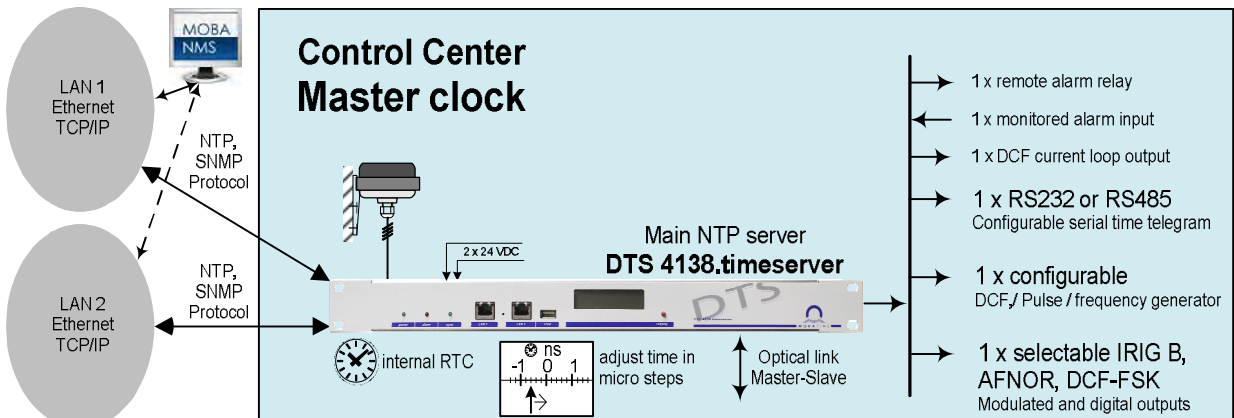 MOBA
NMS
LAN 1
Ethernet
TCP/IP
NTP,
SNMP
Protocol
LAN 2
Ethernet
TCP/IP
NTP,
SNMP
Protocol
Control Center
Master clock
2 x 24 VDC
Main NTP server
DTS 4138.timeserver
DTS
internal RTC
ns
-1 0 1
adjust time in
micro steps
Optical link
Master-Slave
1 x remote alarm relay
1 x monitored alarm input
1 x DCF current loop output
1 x RS232 or RS485
Configurable serial time telegram
1 x configurable
DCF,/ Pulse / frequency generator
1 x selectable IRIG B,
AFNOR, DCF-FSK
Modulated and digital outputs